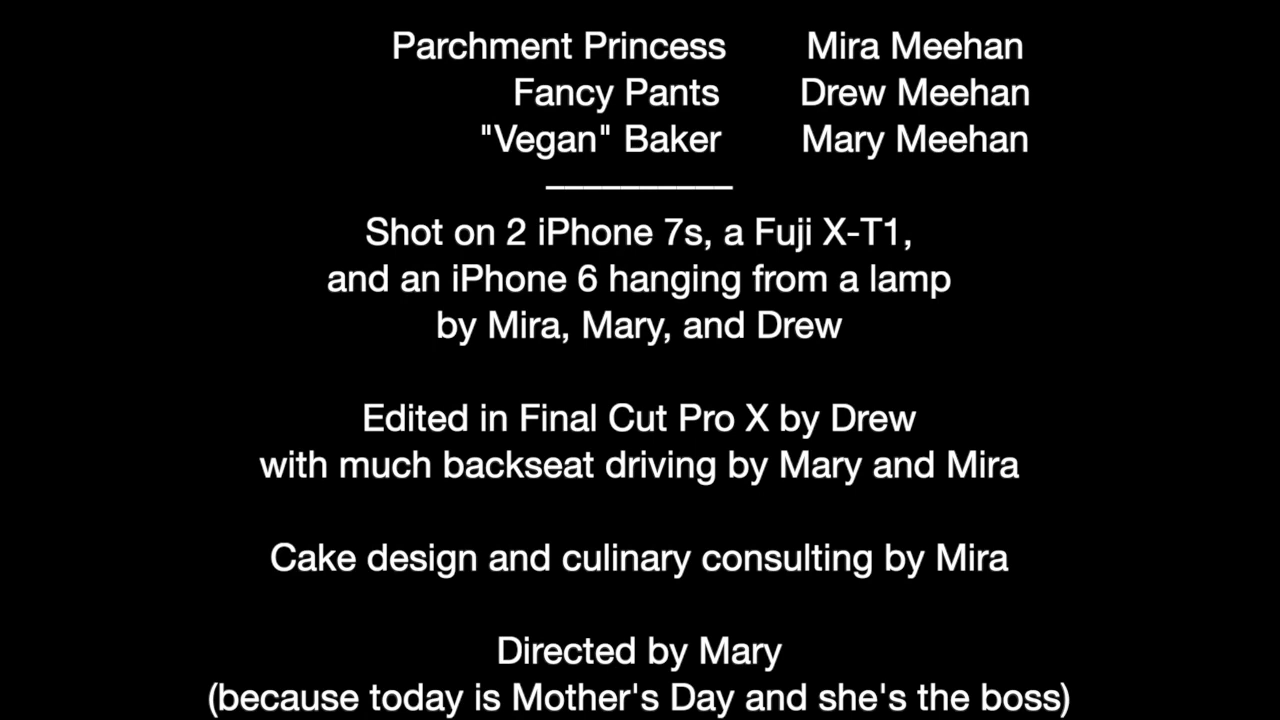 Parchment Princess Mira Meehan
Fancy Pants Drew Meehan
"Vegan" Baker Mary Meehan
__________
Shot on 2 iPhone 7s, a Fuji X-T1,
and an iPhone 6 hanging from a lamp
by Mira, Mary, and Drew
Edited in Final Cut Pro X by Drew
with much backseat driving by Mary and Mira
Cake design and culinary consulting by Mira
Directed by Mary
(because today is Mother's Day and she's the boss)